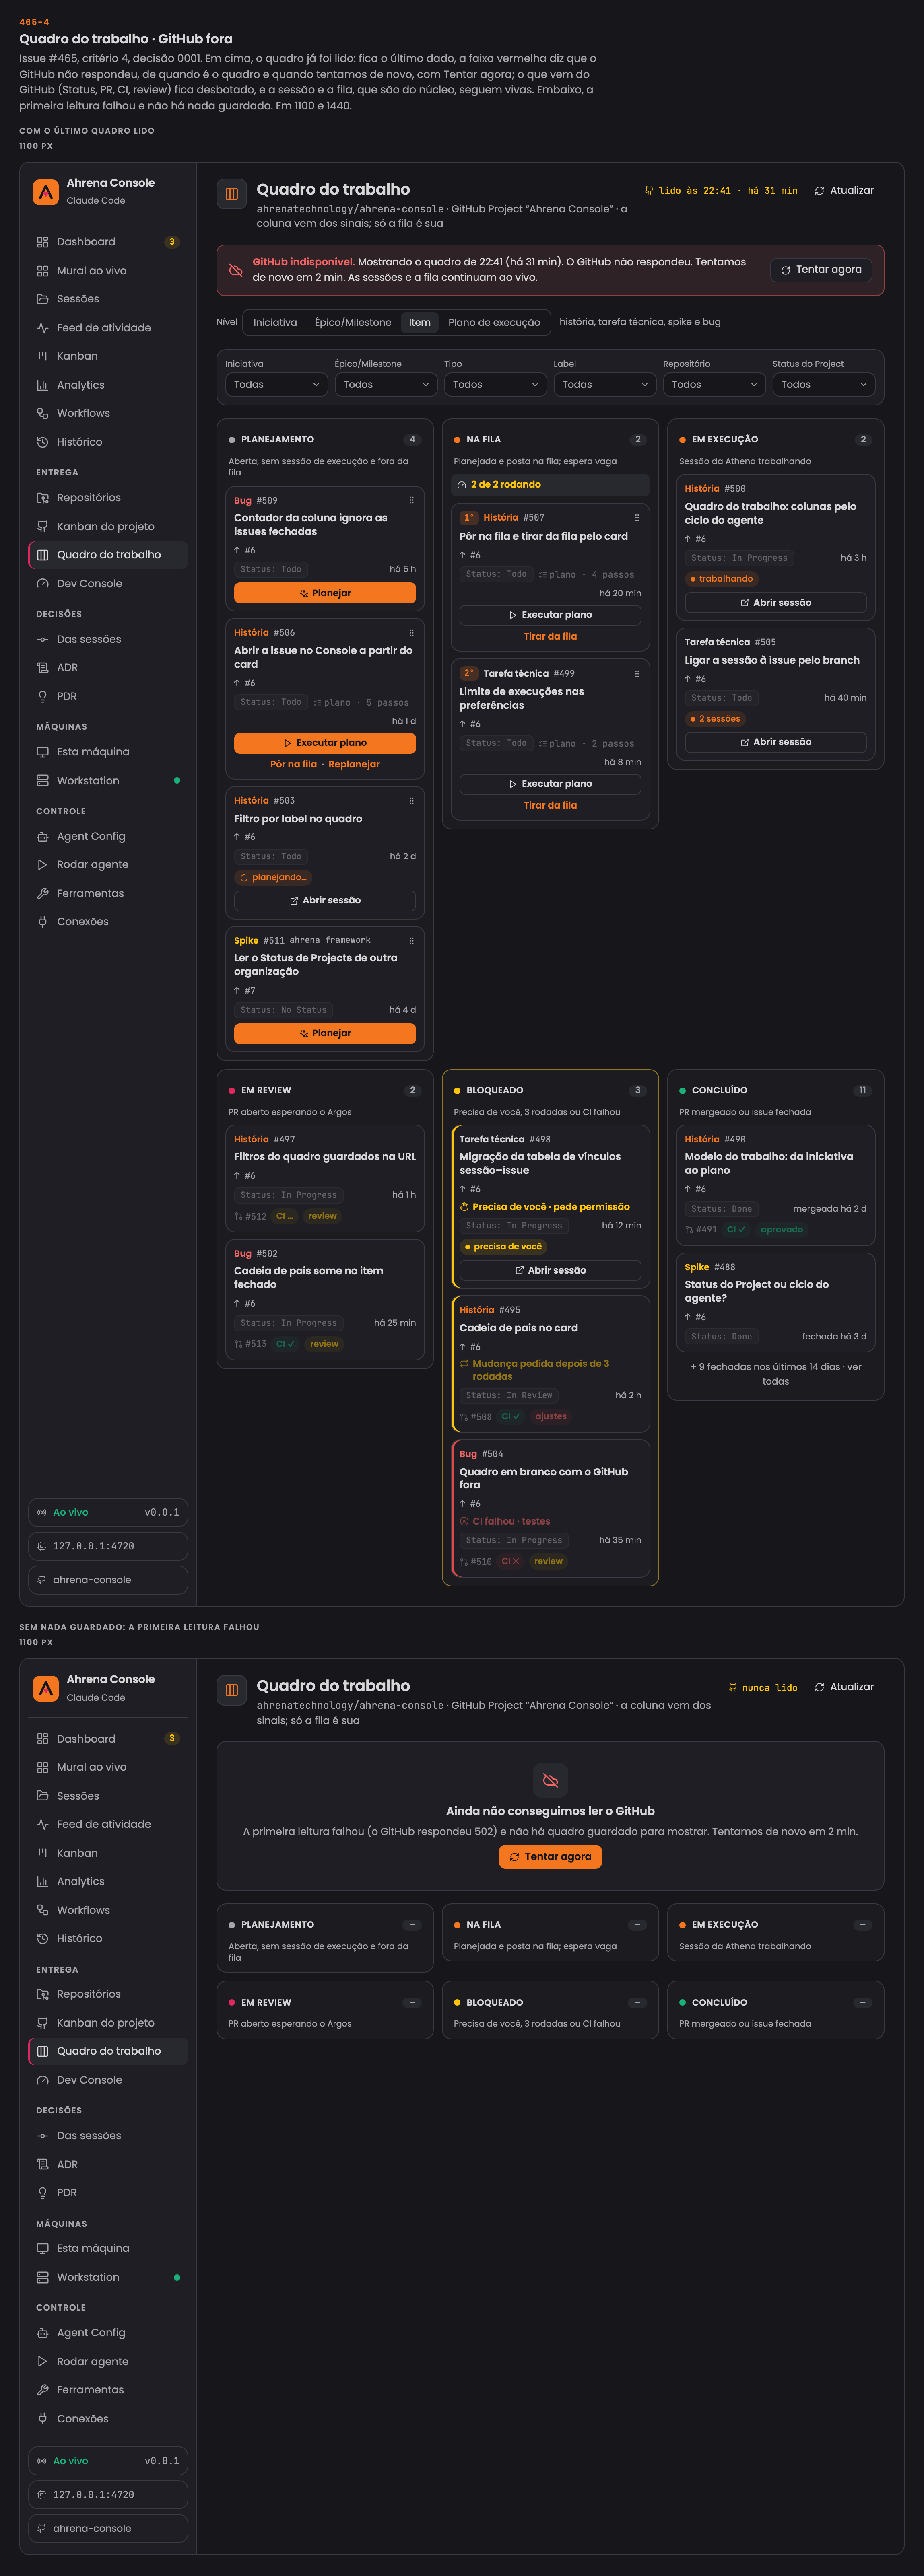 465-4
Quadro do trabalho · GitHub fora
Issue #465, critério 4, decisão 0001. Em cima, o quadro já foi lido: fica o último dado, a faixa vermelha diz que o
GitHub não respondeu, de quando é o quadro e quando tentamos de novo, com Tentar agora; o que vem do
GitHub (Status, PR, CI, review) fica desbotado, e a sessão e a fila, que são do núcleo, seguem vivas. Embaixo, a
primeira leitura falhou e não há nada guardado. Em 1100 e 1440.
COM O ÚLTIMO QUADRO LIDO
1100 PX
Ahrena Console
Claude Code
Dashboard 3
Mural ao vivo
Sessões
Feed de atividade
Kanban
Analytics
Workflows
Histórico
ENTREGA
Repositórios
Kanban do projeto
Quadro do trabalho
Dev Console
DECISÕES
Das sessões
ADR
PDR
MÁQUINAS
Esta máquina
Workstation
CONTROLE
Agent Config
Rodar agente
Ferramentas
Conexões
Ao vivo v0.0.1
127.0.0.1:4720
ahrena-console
Quadro do trabalho
ahrenatechnology/ahrena-console · GitHub Project “Ahrena Console” · a
coluna vem dos sinais; só a fila é sua
lido às 22:41 · há 31 min
Atualizar
GitHub indisponível. Mostrando o quadro de 22:41 (há 31 min). O GitHub não respondeu. Tentamos
de novo em 2 min. As sessões e a fila continuam ao vivo.
Tentar agora
Nível Iniciativa Épico/Milestone Item Plano de execução história, tarefa técnica, spike e bug
Iniciativa Épico/Milestone Tipo Label Repositório Status do Project
Todas Todos Todos Todas Todos Todos
PLANEJAMENTO 4
Aberta, sem sessão de execução e fora da
fila
Bug #509
Contador da coluna ignora as
issues fechadas
↑ #6
Status: Todo há 5 h
Planejar
História #506
Abrir a issue no Console a partir do
card
↑ #6
Status: Todo plano · 5 passos
há 1 d
Executar plano
Pôr na fila · Replanejar
História #503
Filtro por label no quadro
↑ #6
Status: Todo há 2 d
planejando…
Abrir sessão
Spike #511 ahrena-framework
Ler o Status de Projects de outra
organização
↑ #7
Status: No Status há 4 d
Planejar
NA FILA 2
Planejada e posta na fila; espera vaga
2 de 2 rodando
1º História #507
Pôr na fila e tirar da fila pelo card
↑ #6
Status: Todo plano · 4 passos
há 20 min
Executar plano
Tirar da fila
2º Tarefa técnica #499
Limite de execuções nas
preferências
↑ #6
Status: Todo plano · 2 passos
há 8 min
Executar plano
Tirar da fila
EM EXECUÇÃO 2
Sessão da Athena trabalhando
História #500
Quadro do trabalho: colunas pelo
ciclo do agente
↑ #6
Status: In Progress há 3 h
trabalhando
Abrir sessão
Tarefa técnica #505
Ligar a sessão à issue pelo branch
↑ #6
Status: Todo há 40 min
2 sessões
Abrir sessão
EM REVIEW 2
PR aberto esperando o Argos
História #497
Filtros do quadro guardados na URL
↑ #6
Status: In Progress há 1 h
#512 CI … review
Bug #502
Cadeia de pais some no item
fechado
↑ #6
Status: In Progress há 25 min
#513 CI ✓ review
BLOQUEADO 3
Precisa de você, 3 rodadas ou CI falhou
Tarefa técnica #498
Migração da tabela de vínculos
sessão–issue
↑ #6
Precisa de você · pede permissão
Status: In Progress há 12 min
precisa de você
Abrir sessão
História #495
Cadeia de pais no card
↑ #6
Mudança pedida depois de 3
rodadas
Status: In Review há 2 h
#508 CI ✓ ajustes
Bug #504
Quadro em branco com o GitHub
fora
↑ #6
CI falhou · testes
Status: In Progress há 35 min
#510 CI ✕ review
CONCLUÍDO 11
PR mergeado ou issue fechada
História #490
Modelo do trabalho: da iniciativa
ao plano
↑ #6
Status: Done mergeada há 2 d
#491 CI ✓ aprovado
Spike #488
Status do Project ou ciclo do
agente?
↑ #6
Status: Done fechada há 3 d
+ 9 fechadas nos últimos 14 dias · ver
todas
SEM NADA GUARDADO: A PRIMEIRA LEITURA FALHOU
1100 PX
Ahrena Console
Claude Code
Dashboard 3
Mural ao vivo
Sessões
Feed de atividade
Kanban
Analytics
Workflows
Histórico
ENTREGA
Repositórios
Kanban do projeto
Quadro do trabalho
Dev Console
DECISÕES
Das sessões
ADR
PDR
MÁQUINAS
Esta máquina
Workstation
CONTROLE
Agent Config
Rodar agente
Ferramentas
Conexões
Ao vivo v0.0.1
127.0.0.1:4720
ahrena-console
Quadro do trabalho
ahrenatechnology/ahrena-console · GitHub Project “Ahrena Console” · a coluna vem dos
sinais; só a fila é sua
nunca lido
Atualizar
Ainda não conseguimos ler o GitHub
A primeira leitura falhou (o GitHub respondeu 502) e não há quadro guardado para mostrar. Tentamos de novo em 2 min.
Tentar agora
PLANEJAMENTO –
Aberta, sem sessão de execução e fora da
fila
NA FILA –
Planejada e posta na fila; espera vaga
EM EXECUÇÃO –
Sessão da Athena trabalhando
EM REVIEW –
PR aberto esperando o Argos
BLOQUEADO –
Precisa de você, 3 rodadas ou CI falhou
CONCLUÍDO –
PR mergeado ou issue fechada